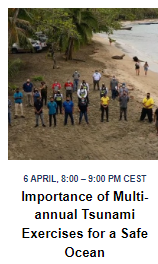 6 APRIL, 8:00 – 9:00 PM CEST
Importance of Multi-
annual Tsunami
Exercises for a Safe
Ocean